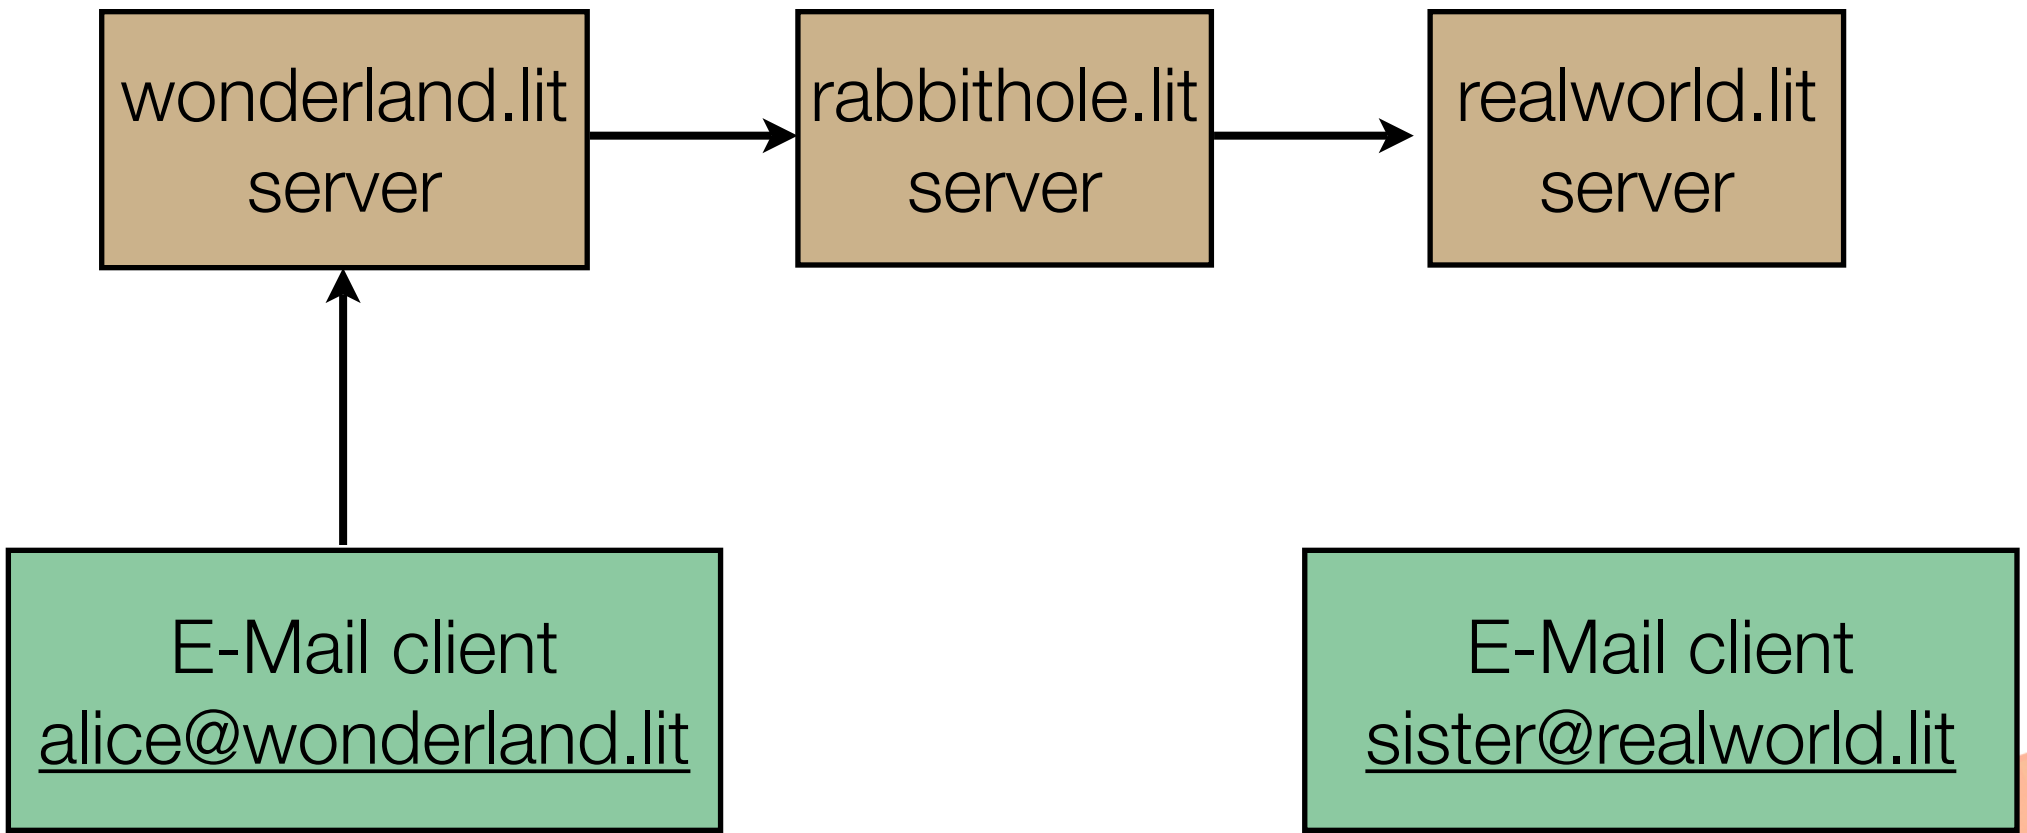 wonderland.lit
server
rabbithole.lit
server
realworld.lit
server
E-Mail client
alice@wonderland.lit
E-Mail client
sister@realworld.lit